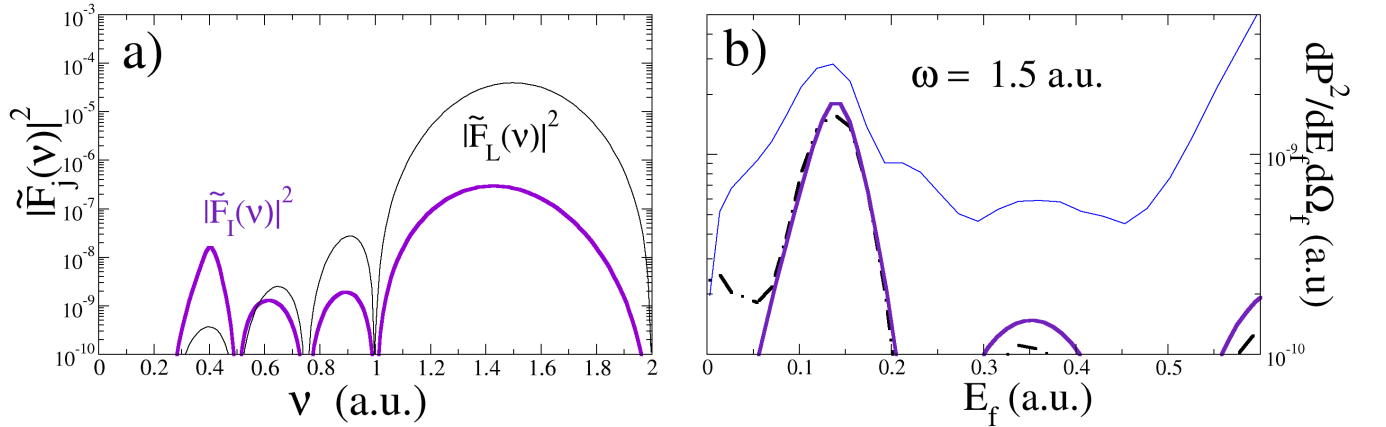 a)
|F̃_j(ν)|^2
10^-3
10^-4
10^-5
10^-6
10^-7
10^-8
10^-9
10^-10
|F̃_L(ν)|^2
|F̃_I(ν)|^2
0 0.2 0.4 0.6 0.8 1 1.2 1.4 1.6 1.8 2
ν (a.u.)
b)
ω = 1.5 a.u.
10^-9
10^-10
dP^2/dE_f dΩ_f (a.u)
0 0.1 0.2 0.3 0.4 0.5
E_f (a.u.)